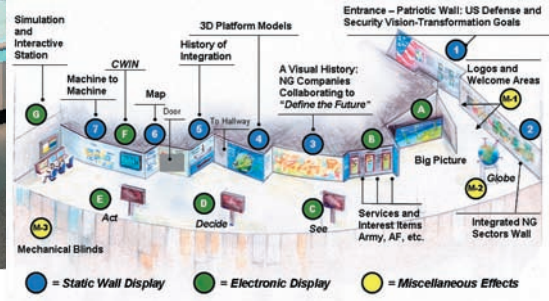 Entrance – Patriotic Wall: US Defense and
Security Vision-Transformation Goals
Simulation
and
Interactive
Station
3D Platform Models
CWIN
History of
Integration
Machine to
Machine
Map
Door
To Hallway
A Visual History:
NG Companies
Collaborating to
"Define the Future"
Logos and
Welcome Areas
1
M-1
G
7
F
6
5
4
3
B
A
2
Big Picture
M-2
Globe
E
Act
D
Decide
C
See
Services and
Interest Items
Army, AF, etc.
Integrated NG
Sectors Wall
M-3
Mechanical Blinds
= Static Wall Display
= Electronic Display
= Miscellaneous Effects